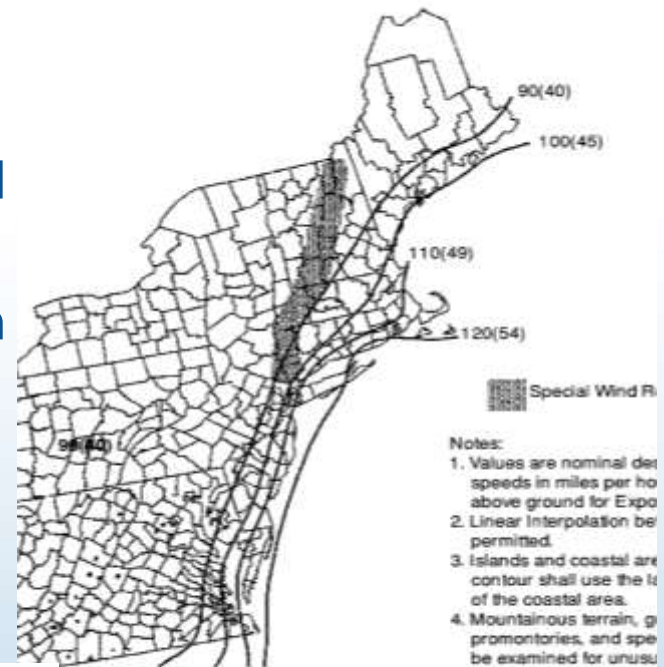 90(40)
100(45)
110(49)
120(54)
90(40)
Special Wind R
Notes:
1. Values are nominal des
speeds in miles per ho
above ground for Expo
2. Linear Interpolation be
permitted.
3. Islands and coastal are
contour shall use the la
of the coastal area.
4. Mountainous terrain, g
promontories, and spe
be examined for unusu